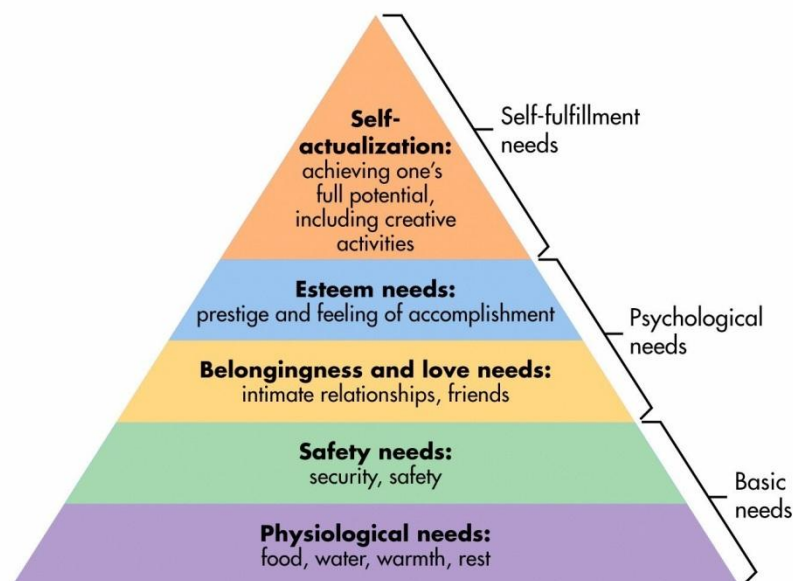 Self-
actualization:
achieving one's
full potential,
including creative
activities
Self-fulfillment
needs
Esteem needs:
prestige and feeling of accomplishment
Psychological
needs
Belongingness and love needs:
intimate relationships, friends
Safety needs:
security, safety
Basic
needs
Physiological needs:
food, water, warmth, rest